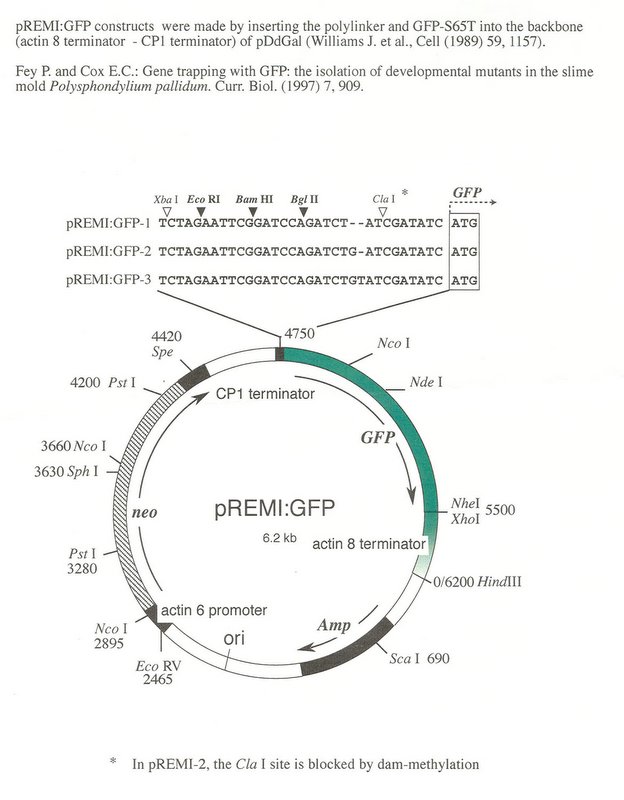 pREMI:GFP constructs were made by inserting the polylinker and GFP-S65T into the backbone
(actin 8 terminator - CP1 terminator) of pDdGal (Williams J. et al., Cell (1989) 59, 1157).
Fey P. and Cox E.C.: Gene trapping with GFP: the isolation of developmental mutants in the slime
mold Polysphondylium pallidum. Curr. Biol. (1997) 7, 909.
Xba I Eco RI Bam HI Bgl II Cla I * GFP
pREMI:GFP-1 TCTAGAATTCGGATCCAGATCT--ATCGATATC ATG
pREMI:GFP-2 TCTAGAATTCGGATCCAGATCTG-ATCGATATC ATG
pREMI:GFP-3 TCTAGAATTCGGATCCAGATCTGTATCGATATC ATG
4750
4420
Spe
Nco I
4200 Pst I
CP1 terminator
Nde I
GFP
3660 Nco I
3630 Sph I
neo
pREMI:GFP
6.2 kb
NheI
XhoI 5500
actin 8 terminator
Pst I
3280
0/6200 HindIII
actin 6 promoter
Nco I
2895
ori
Amp
Eco RV
2465
Sca I 690
* In pREMI-2, the Cla I site is blocked by dam-methylation